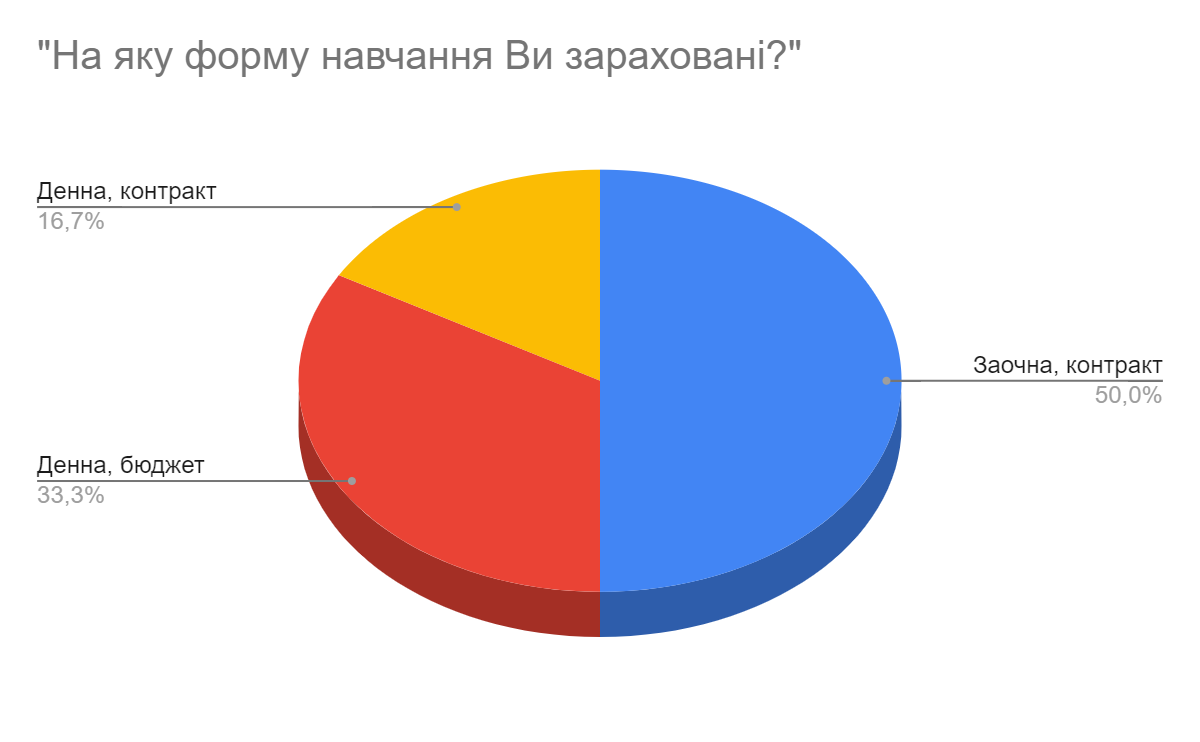 "На яку форму навчання Ви зараховані?"
Денна, контракт
16,7%
Заочна, контракт
50,0%
Денна, бюджет
33,3%